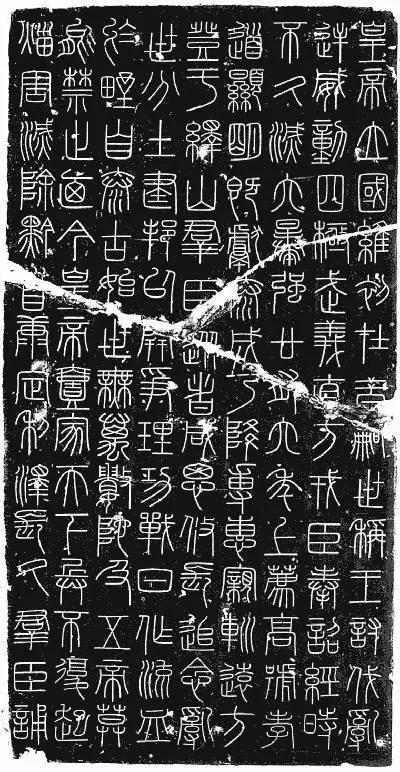 皇帝立國維初在昔嗣世稱王討伐亂
逆威動四極武義直方戎臣奉詔經時
不久滅六暴強廿有六年上薦高號孝
道顯明既獻泰成乃降尃惠寴巡遠方
登于繹山羣臣從者咸思攸長追念亂
世分土建邦以開爭理功戰日作流血
於野自泰古始世無萬數陀及五帝莫
能禁止廼今皇帝壹家天下兵不復起
災害滅除黔首康定利澤長久羣臣誦